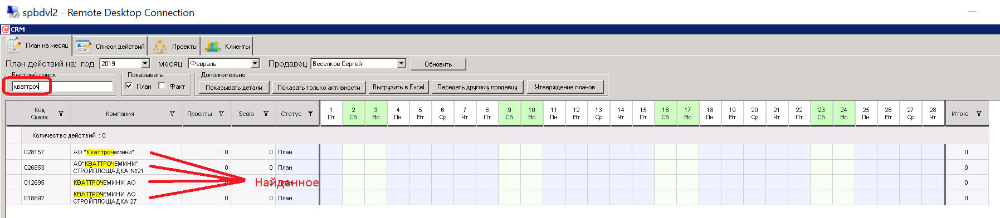 spbdvl2 - Remote Desktop Connection
CRM
План на месяц Список действий Проекты Клиенты
План действий на: год 2019 месяц Февраль Продавец Веселков Сергей Обновить
Быстрый поиск Показывать Дополнительно
кваттроч План Факт Показывать детали Показать только активности Выгрузить в Excel Передать другому продавцу Утверждение планов
Код Скала Компания Проекты Scala Статус 1 Пт 2 Сб 3 Вс 4 Пн 5 Вт 6 Ср 7 Чт 8 Пт 9 Сб 10 Вс 11 Пн 12 Вт 13 Ср 14 Чт 15 Пт 16 Сб 17 Вс 18 Пн 19 Вт 20 Ср 21 Чт 22 Пт 23 Сб 24 Вс 25 Пн 26 Вт 27 Ср 28 Чт Итого
Количество действий : 0
028157 АО "Кваттрочемини" 0 0 План 0
026853 АО"КВАТТРОЧЕМИНИ" СТРОЙПЛОЩАДКА №21 0 0 План 0
012695 КВАТТРОЧЕМИНИ АО 0 0 План 0
Найденное
018892 КВАТТРОЧЕМИНИ АО СТРОЙПЛОЩАДКА 27 0 0 План 0